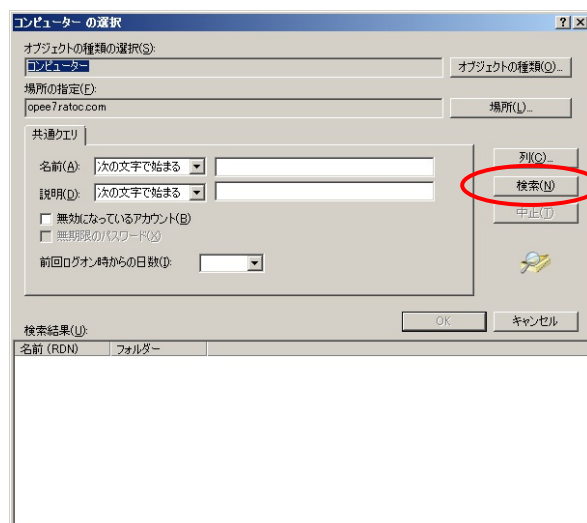 コンピューター の選択
オブジェクトの種類の選択(S):
コンピューター
オブジェクトの種類(O)...
場所の指定(F):
opee7ratoc.com
場所(L)...
共通クエリ
名前(A): 次の文字で始まる
列(C)...
説明(D): 次の文字で始まる
検索(N)
無効になっているアカウント(B)
中止(T)
無期限のパスワード(X)
前回ログオン時からの日数(I):
OK
キャンセル
検索結果(U):
名前 (RDN) フォルダー